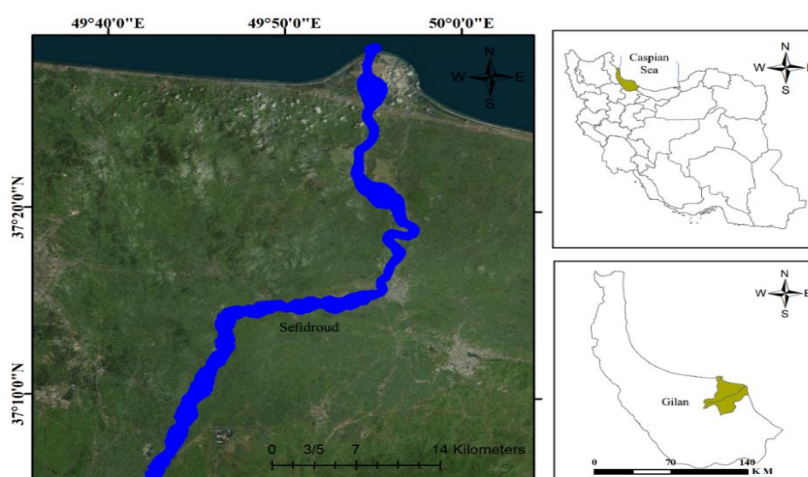 49°40'0"E 49°50'0"E 50°0'0"E
N
W E
S
37°20'0"N
37°10'0"N
Sefidroud
0 3/5 7 14 Kilometers
Caspian
Sea
N
W E
S
N
W E
S
Gilan
0 70 140
KM